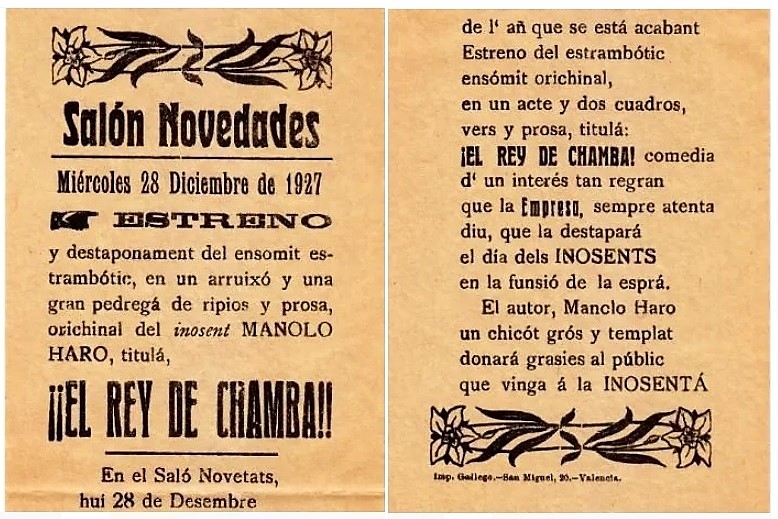 Salón Novedades
Miércoles 28 Diciembre de 1927
ESTRENO
y destaponament del ensomit es-
trambótic, en un arruixó y una
gran pedregá de ripios y prosa,
orichinal del inosent MANOLO
HARO, titulá,
¡¡EL REY DE CHAMBA!!
En el Saló Novetats,
hui 28 de Desembre
de l' añ que se está acabant
Estreno del estrambótic
ensómit orichinal,
en un acte y dos cuadros,
vers y prosa, titulá:
¡EL REY DE CHAMBA! comedia
d' un interés tan regran
que la Empresa, sempre atenta
diu, que la destapará
el día dels INOSENTS
en la funsió de la esprá.
El autor, Manclo Haro
un chicót grós y templat
donará grasies al públic
que vinga á la INOSENTÁ
Imp. Gallego.—San Miguel, 20.—Valencia.